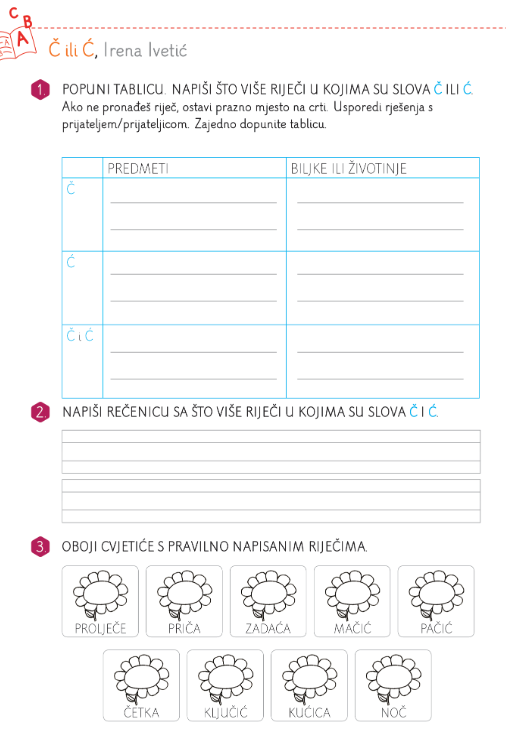 C
B
A
Č ili Ć, Irena Ivetić
1. POPUNI TABLICU. NAPIŠI ŠTO VIŠE RIJEČI U KOJIMA SU SLOVA Č ILI Ć.
Ako ne pronađeš riječ, ostavi prazno mjesto na crti. Usporedi rješenja s
prijateljem/prijateljicom. Zajedno dopunite tablicu.
PREDMETI BILJKE ILI ŽIVOTINJE
Č
Ć
Č i Ć
2. NAPIŠI REČENICU SA ŠTO VIŠE RIJEČI U KOJIMA SU SLOVA Č I Ć.
3. OBOJI CVJETIĆE S PRAVILNO NAPISANIM RIJEČIMA.
PROLJEČE PRIČA ZADAĆA MAČIĆ PAČIĆ
ČETKA KLJUČIĆ KUĆICA NOČ